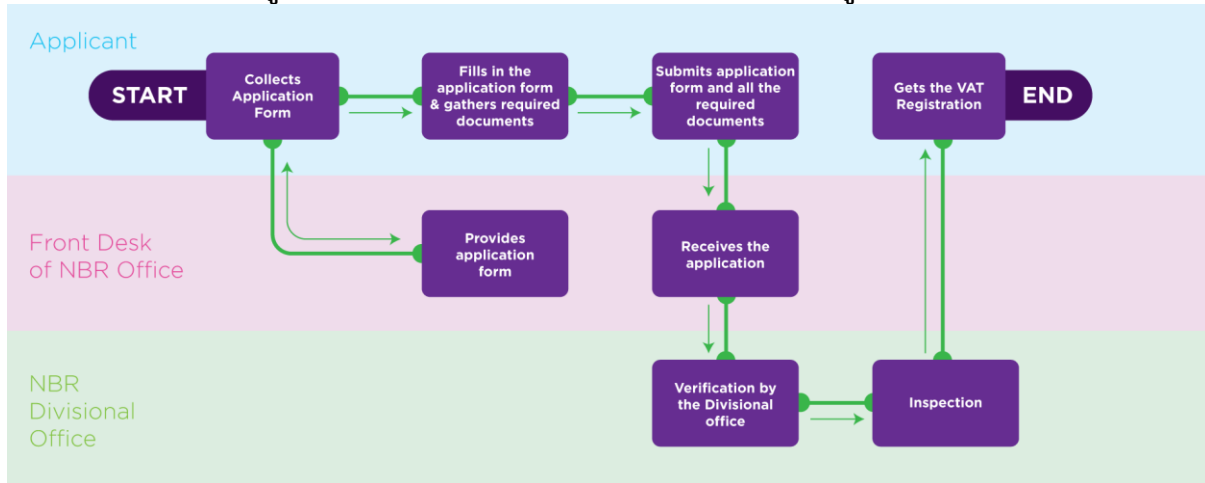 Applicant
START
Collects
Application
Form
Fills in the
application form
& gathers required
documents
Submits application
form and all the
required
documents
Gets the VAT
Registration
END
Front Desk
of NBR Office
Provides
application
form
Receives the
application
NBR
Divisional
Office
Verification by
the Divisional
office
Inspection